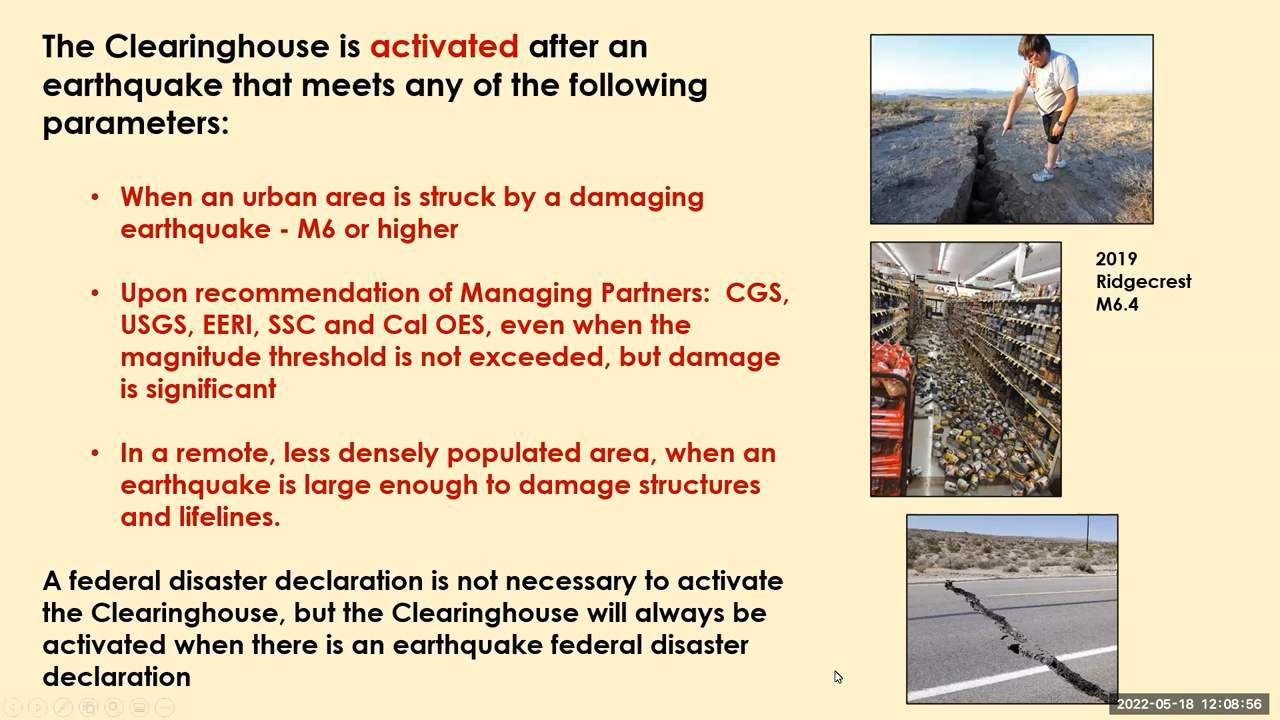 The Clearinghouse is activated after an
earthquake that meets any of the following
parameters:
• When an urban area is struck by a damaging
earthquake - M6 or higher
• Upon recommendation of Managing Partners:  CGS,
USGS, EERI, SSC and Cal OES, even when the
magnitude threshold is not exceeded, but damage
is significant
• In a remote, less densely populated area, when an
earthquake is large enough to damage structures
and lifelines.
A federal disaster declaration is not necessary to activate
the Clearinghouse, but the Clearinghouse will always be
activated when there is an earthquake federal disaster
declaration
2019
Ridgecrest
M6.4
2022-05-18 12:08:56